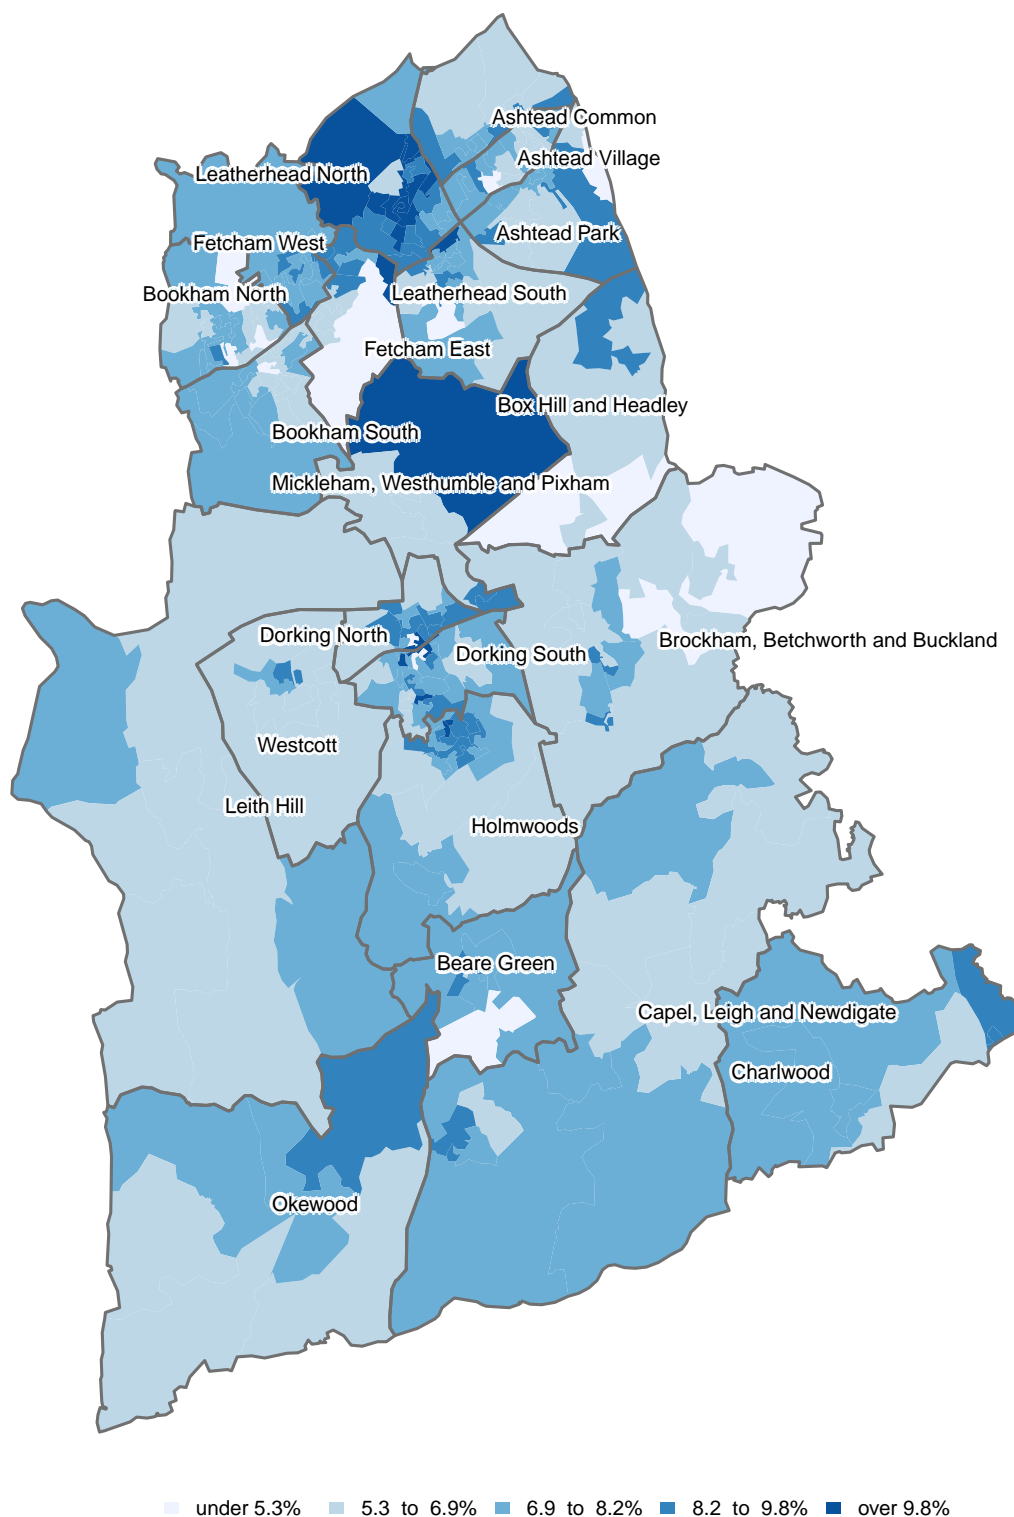 Ashtead Common
Ashtead Village
Leatherhead North
Ashtead Park
Fetcham West
Bookham North
Leatherhead South
Fetcham East
Box Hill and Headley
Bookham South
Mickleham, Westhumble and Pixham
Dorking North
Brockham, Betchworth and Buckland
Dorking South
Westcott
Leith Hill
Holmwoods
Beare Green
Capel, Leigh and Newdigate
Charlwood
Okewood
under 5.3% 5.3 to 6.9% 6.9 to 8.2% 8.2 to 9.8% over 9.8%